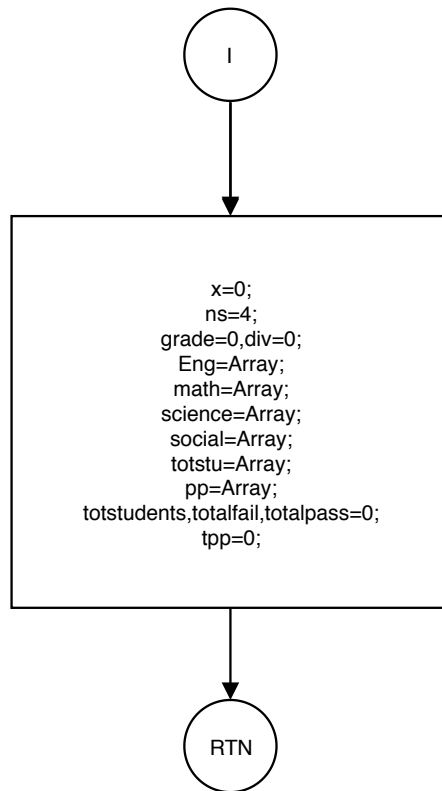 I
x=0;
ns=4;
grade=0,div=0;
Eng=Array;
math=Array;
science=Array;
social=Array;
totstu=Array;
pp=Array;
totstudents,totalfail,totalpass=0;
tpp=0;
RTN